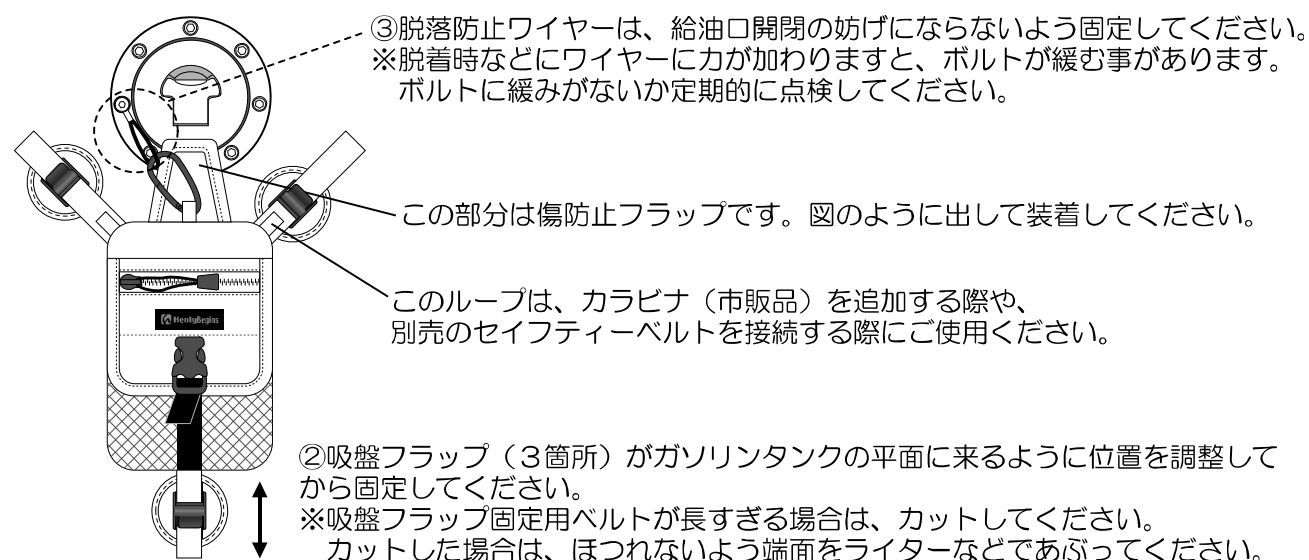 ③脱落防止ワイヤーは、給油口開閉の妨げにならないよう固定してください。
※脱着時などにワイヤーに力が加わりますと、ボルトが緩む事があります。
ボルトに緩みがないか定期的に点検してください。
この部分は傷防止フラップです。図のように出して装着してください。
このループは、カラビナ（市販品）を追加する際や、
別売のセイフティーベルトを接続する際にご使用ください。
HenlyBegins
②吸盤フラップ（３箇所）がガソリンタンクの平面に来るように位置を調整して
から固定してください。
※吸盤フラップ固定用ベルトが長すぎる場合は、カットしてください。
カットした場合は、ほつれないよう端面をライターなどであぶってください。